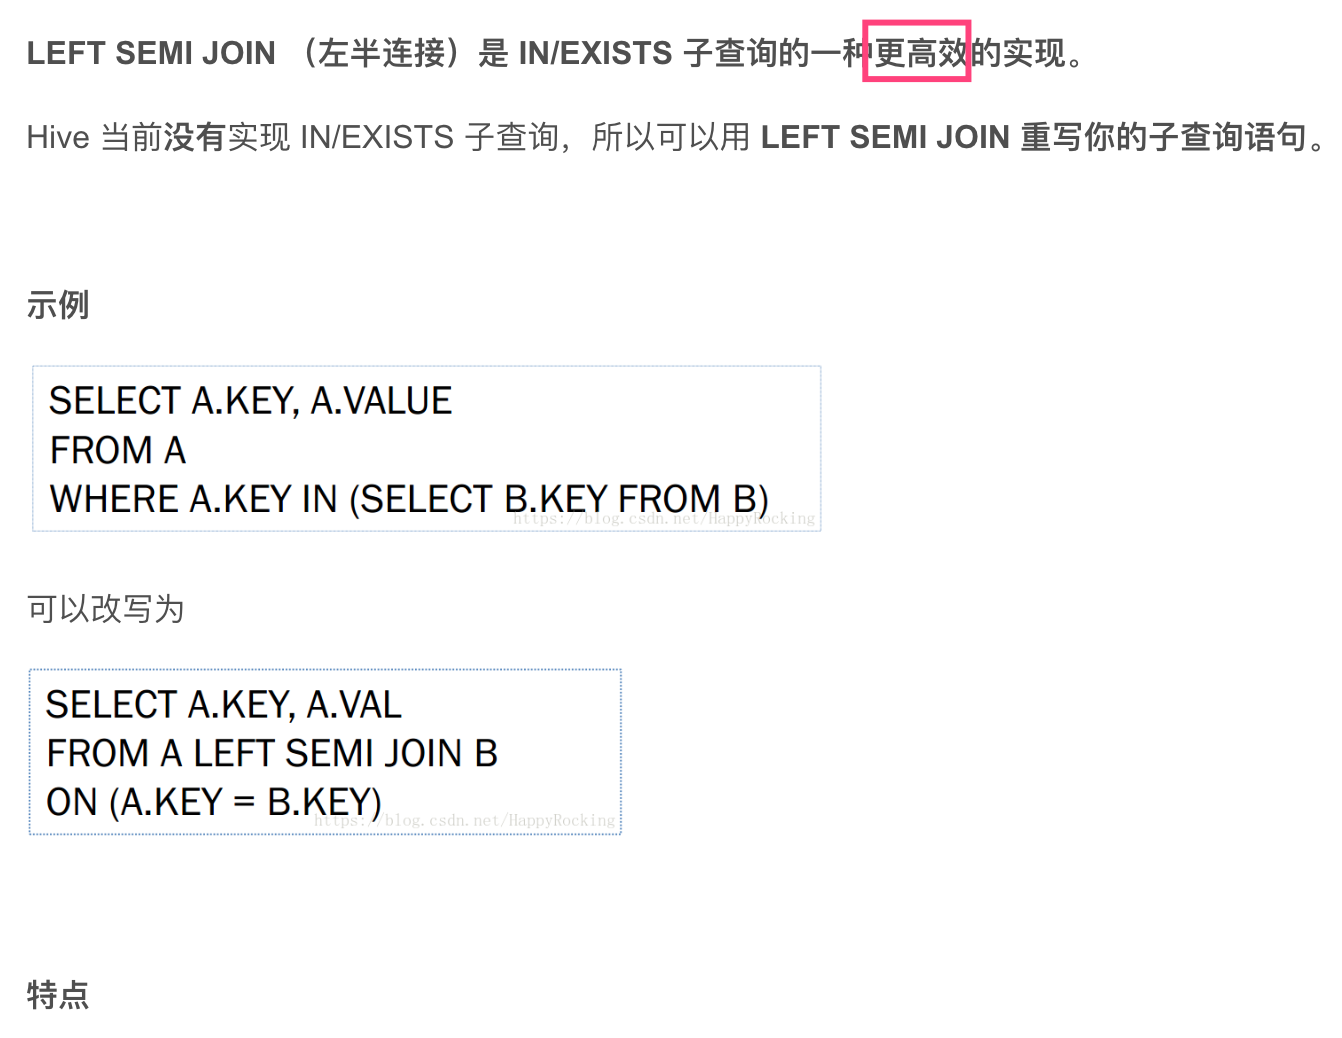 LEFT SEMI JOIN （左半连接）是 IN/EXISTS 子查询的一种更高效的实现。
Hive 当前没有实现 IN/EXISTS 子查询，所以可以用 LEFT SEMI JOIN 重写你的子查询语句。
示例
SELECT A.KEY, A.VALUE
FROM A
WHERE A.KEY IN (SELECT B.KEY FROM B)
https://blog.csdn.net/HappyRocking
可以改写为
SELECT A.KEY, A.VAL
FROM A LEFT SEMI JOIN B
ON (A.KEY = B.KEY)
https://blog.csdn.net/HappyRocking
特点